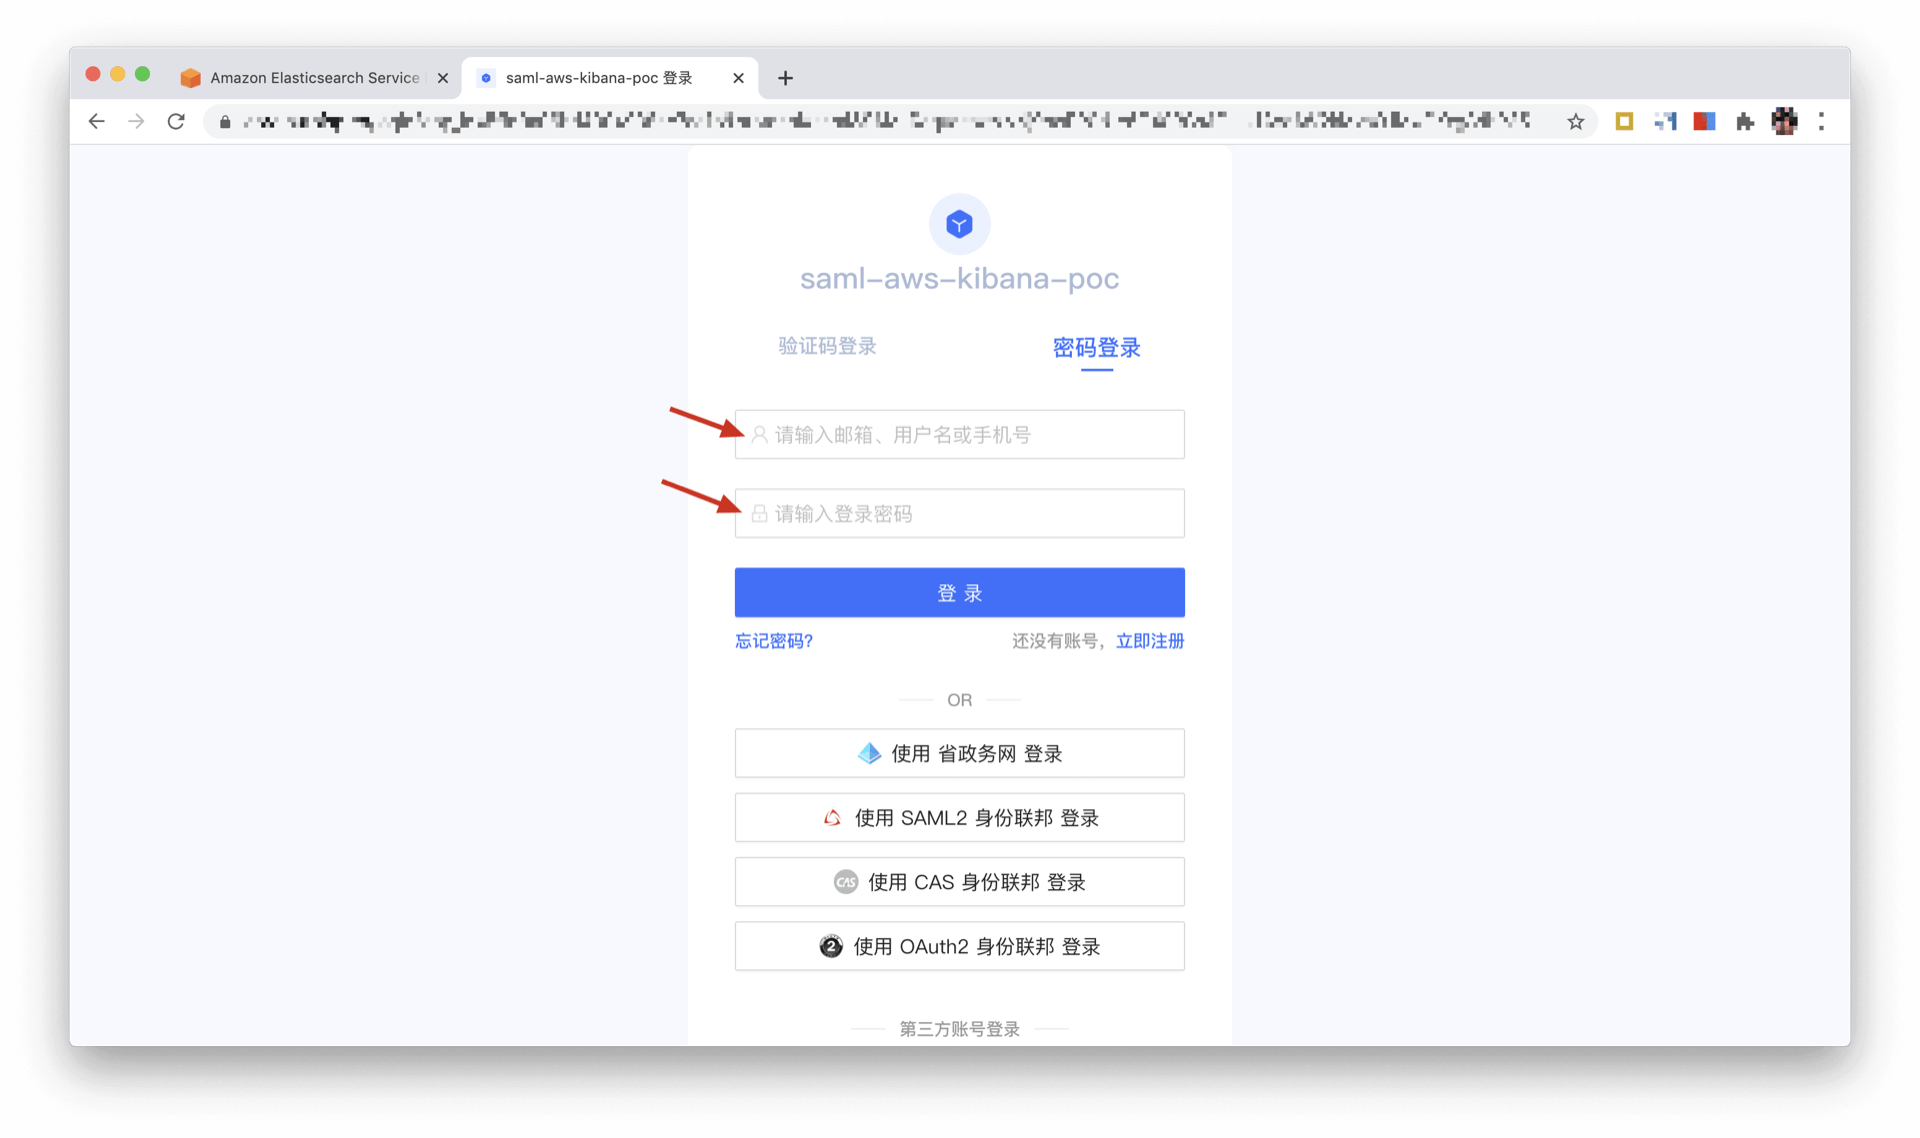 Amazon Elasticsearch Service
saml-aws-kibana-poc 登录
saml-aws-kibana-poc
验证码登录
密码登录
请输入邮箱、用户名或手机号
请输入登录密码
登 录
忘记密码?
还没有账号，立即注册
OR
使用 省政务网 登录
使用 SAML2 身份联邦 登录
CAS 使用 CAS 身份联邦 登录
2 使用 OAuth2 身份联邦 登录
第三方账号登录